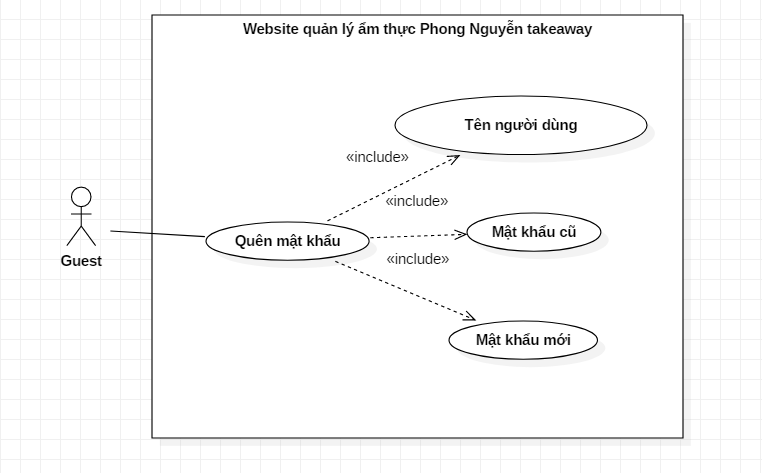 Website quản lý ẩm thực Phong Nguyễn takeaway
Tên người dùng
«include»
«include»
Mật khẩu cũ
Quên mật khẩu
«include»
Guest
Mật khẩu mới